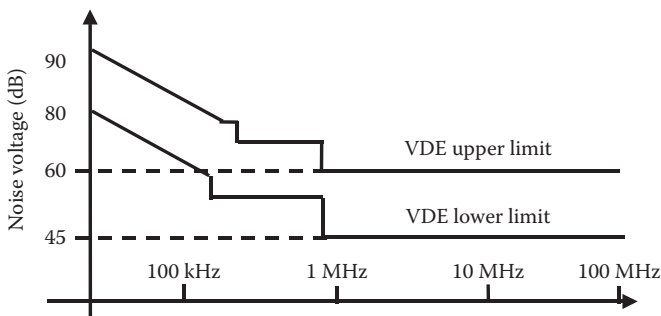 Noise voltage (dB)
90
80
60
45
VDE upper limit
VDE lower limit
100 kHz
1 MHz
10 MHz
100 MHz